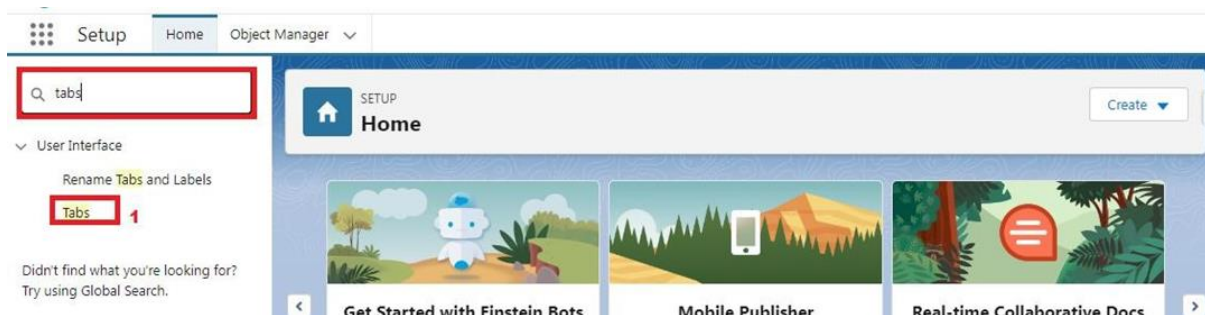 Setup Home Object Manager
tabs
SETUP
Home
Create
User Interface
Rename Tabs and Labels
Tabs 1
Didn't find what you're looking for?
Try using Global Search.
Get Started with Einstein Bots
Mobile Publisher
Real-time Collaborative Docs